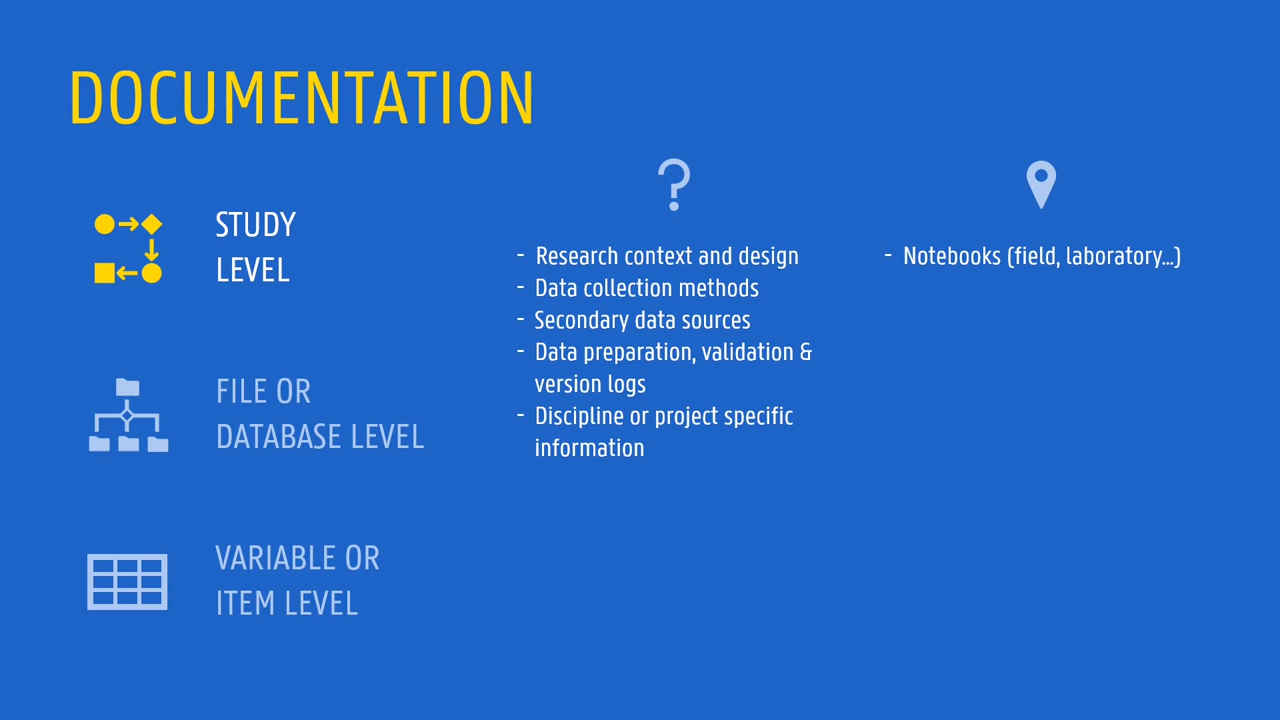 DOCUMENTATION
STUDY
LEVEL
FILE OR
DATABASE LEVEL
VARIABLE OR
ITEM LEVEL
?
- Research context and design
- Data collection methods
- Secondary data sources
- Data preparation, validation &
version logs
- Discipline or project specific
information
- Notebooks (field, laboratory...)